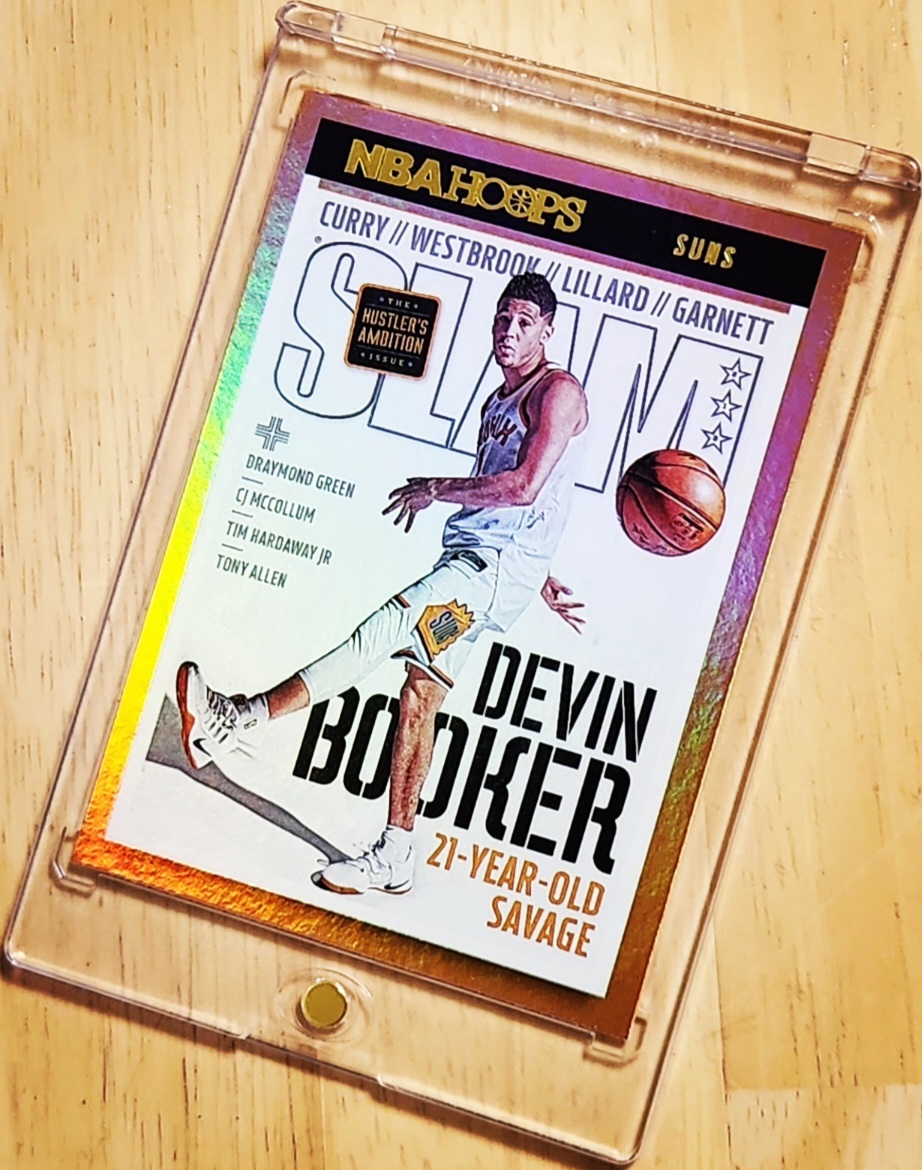 NBA HOOPS
SUNS
CURRY // WESTBROOK // LILLARD // GARNETT
SLAM
THE
HUSTLER'S
AMBITION
ISSUE
DRAYMOND GREEN
CJ MCCOLLUM
TIM HARDAWAY JR
TONY ALLEN
SUNS
DEVIN
BOOKER
21-YEAR-OLD
SAVAGE